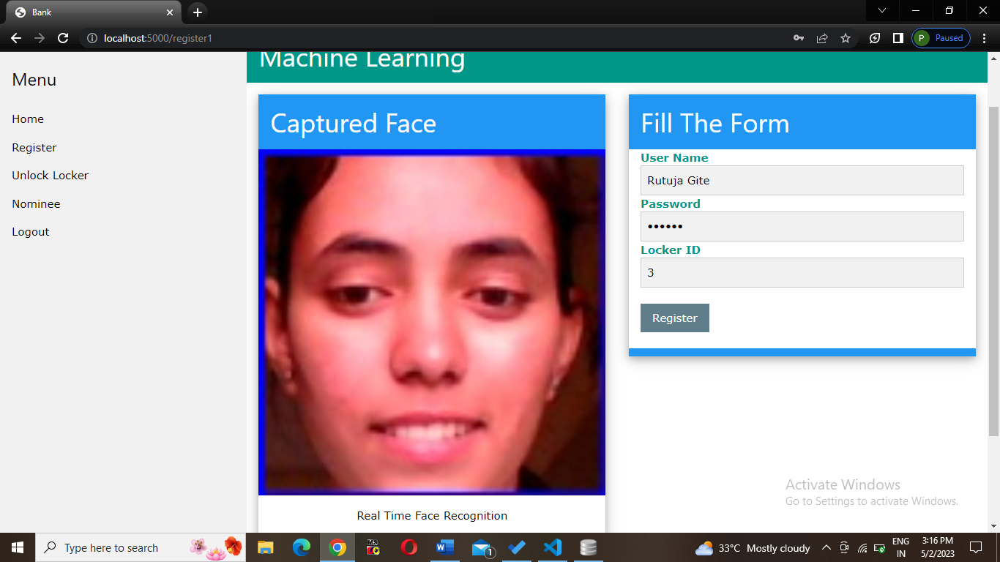 Bank
localhost:5000/register1
P Paused
Machine Learning
Menu
Home
Register
Unlock Locker
Nominee
Logout
Captured Face
Real Time Face Recognition
Fill The Form
User Name
Rutuja Gite
Password
••••••
Locker ID
3
Register
Activate Windows
Go to Settings to activate Windows.
Type here to search
1
33°C Mostly cloudy
ENG
IN
3:16 PM
5/2/2023